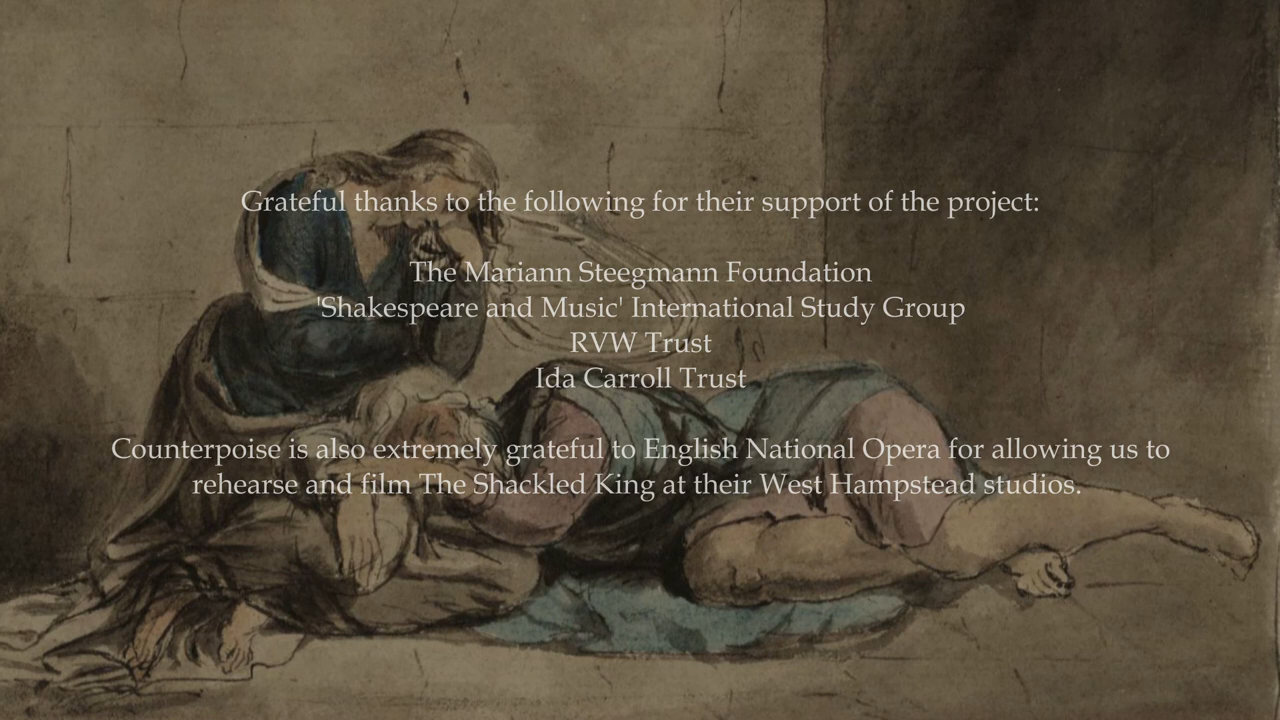 Grateful thanks to the following for their support of the project:
The Mariann Steegmann Foundation
'Shakespeare and Music' International Study Group
RVW Trust
Ida Carroll Trust
Counterpoise is also extremely grateful to English National Opera for allowing us to
rehearse and film The Shackled King at their West Hampstead studios.